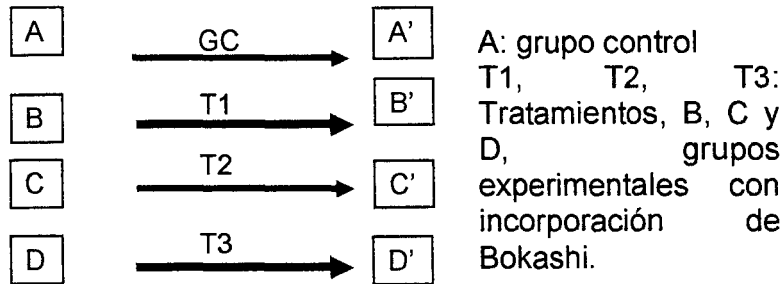 A GC A'
B T1 B'
C T2 C'
D T3 D'
A: grupo control
T1, T2, T3:
Tratamientos, B, C y
D, grupos
experimentales con
incorporación de
Bokashi.